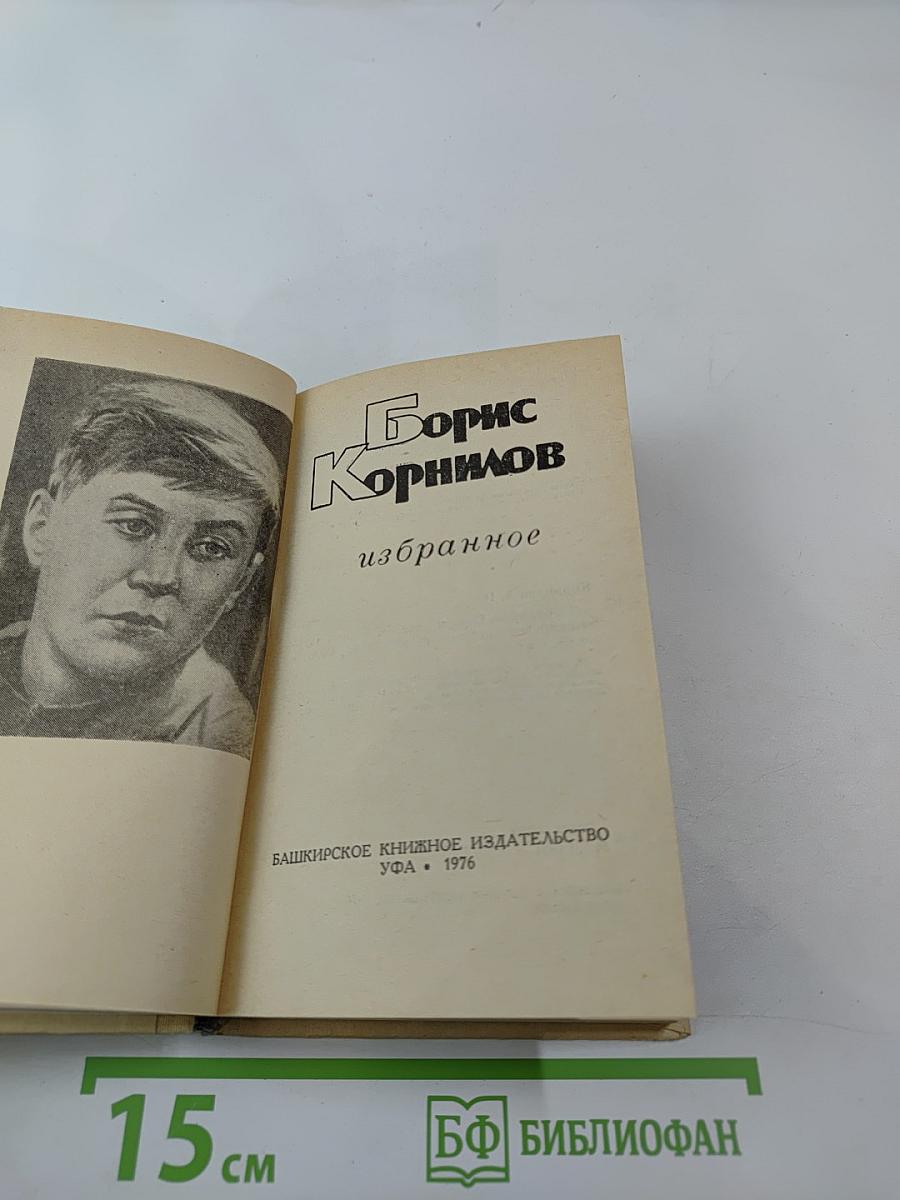 Борис
Корнилов
избранное
БАШКИРСКОЕ КНИЖНОЕ ИЗДАТЕЛЬСТВО
УФА • 1976
15 см
БФ БИБЛИОФАН